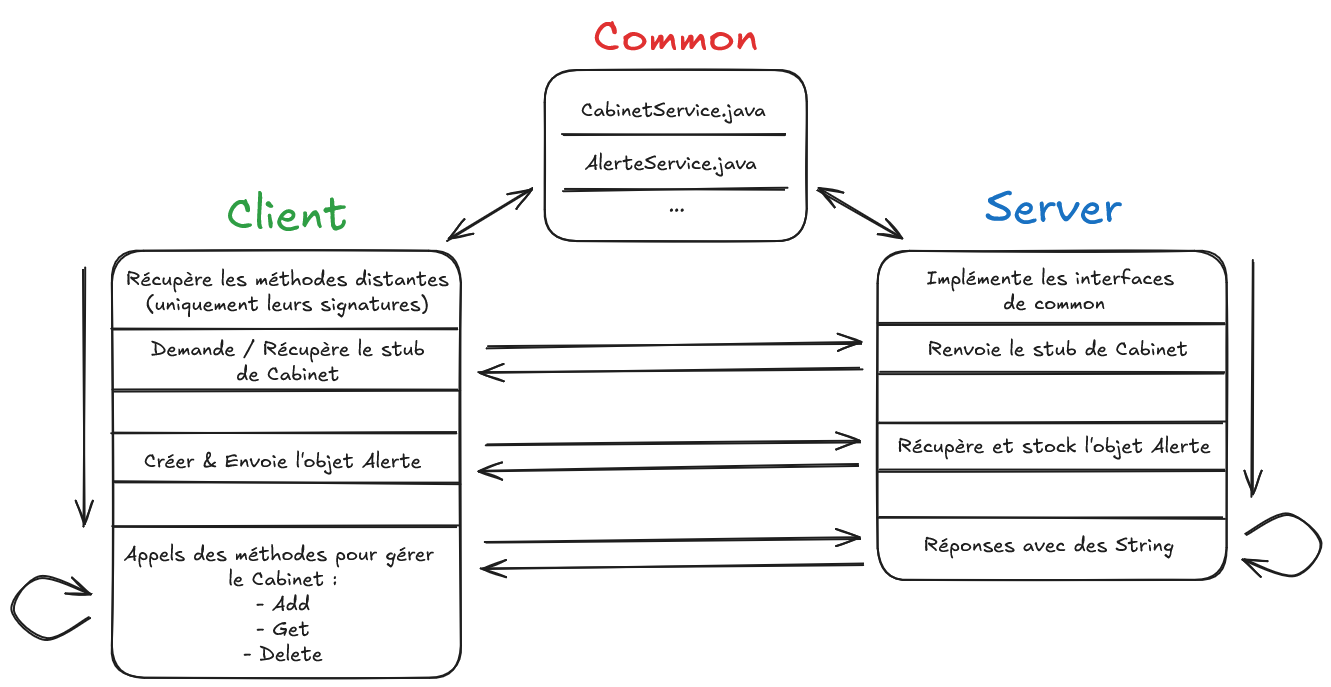 Common
CabinetService.java
AlerteService.java
...
Client
Récupère les méthodes distantes
(uniquement leurs signatures)
Demande / Récupère le stub
de Cabinet
Créer & Envoie l'objet Alerte
Appels des méthodes pour gérer
le Cabinet :
- Add
- Get
- Delete
Server
Implémente les interfaces
de common
Renvoie le stub de Cabinet
Récupère et stock l'objet Alerte
Réponses avec des String